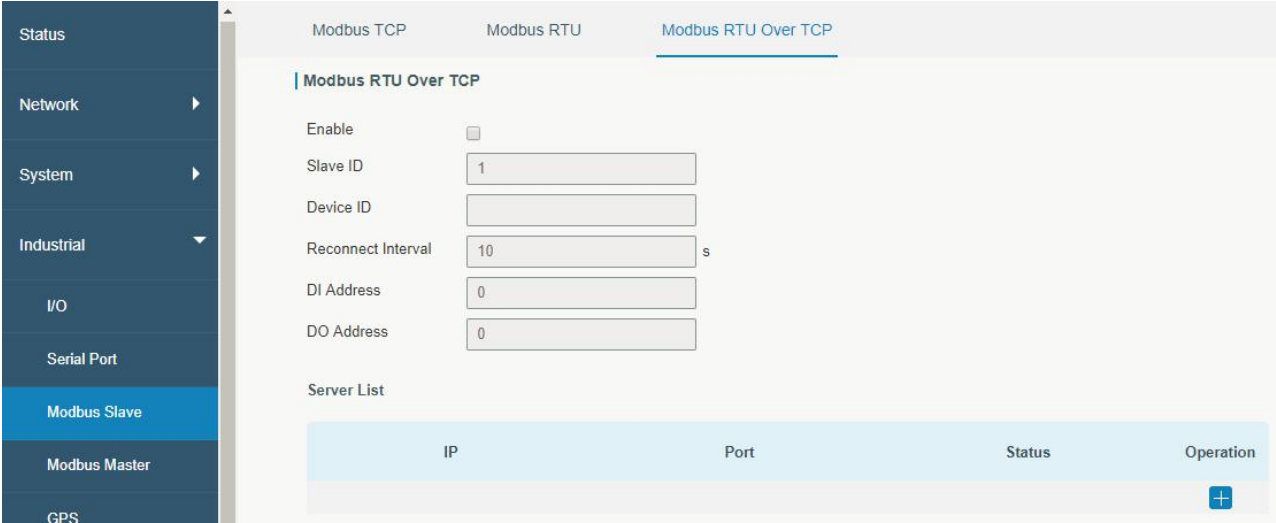 Status
Network
System
Industrial
I/O
Serial Port
Modbus Slave
Modbus Master
GPS
Modbus TCP Modbus RTU Modbus RTU Over TCP
Modbus RTU Over TCP
Enable
Slave ID 1
Device ID
Reconnect Interval 10 s
DI Address 0
DO Address 0
Server List
IP Port Status Operation